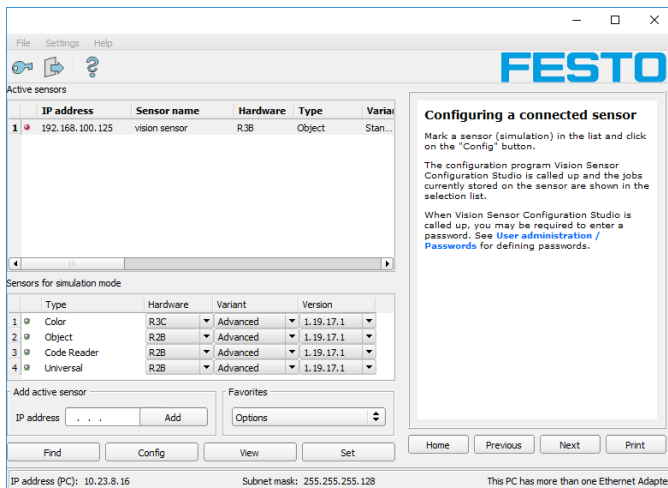 File Settings Help
FESTO
Active sensors
IP address Sensor name Hardware Type Varia
1 192.168.100.125 vision sensor R3B Object Stan...
Sensors for simulation mode
Type Hardware Variant Version
1 Color R3C Advanced 1.19.17.1
2 Object R2B Advanced 1.19.17.1
3 Code Reader R2B Advanced 1.19.17.1
4 Universal R2B Advanced 1.19.17.1
Add active sensor
IP address . . . Add
Favorites
Options
Find Config View Set
Configuring a connected sensor
Mark a sensor (simulation) in the list and click
on the "Config" button.
The configuration program Vision Sensor
Configuration Studio is called up and the jobs
currently stored on the sensor are shown in the
selection list.
When Vision Sensor Configuration Studio is
called up, you may be required to enter a
password. See User administration /
Passwords for defining passwords.
Home Previous Next Print
IP address (PC): 10.23.8.16 Subnet mask: 255.255.255.128 This PC has more than one Ethernet Adapte